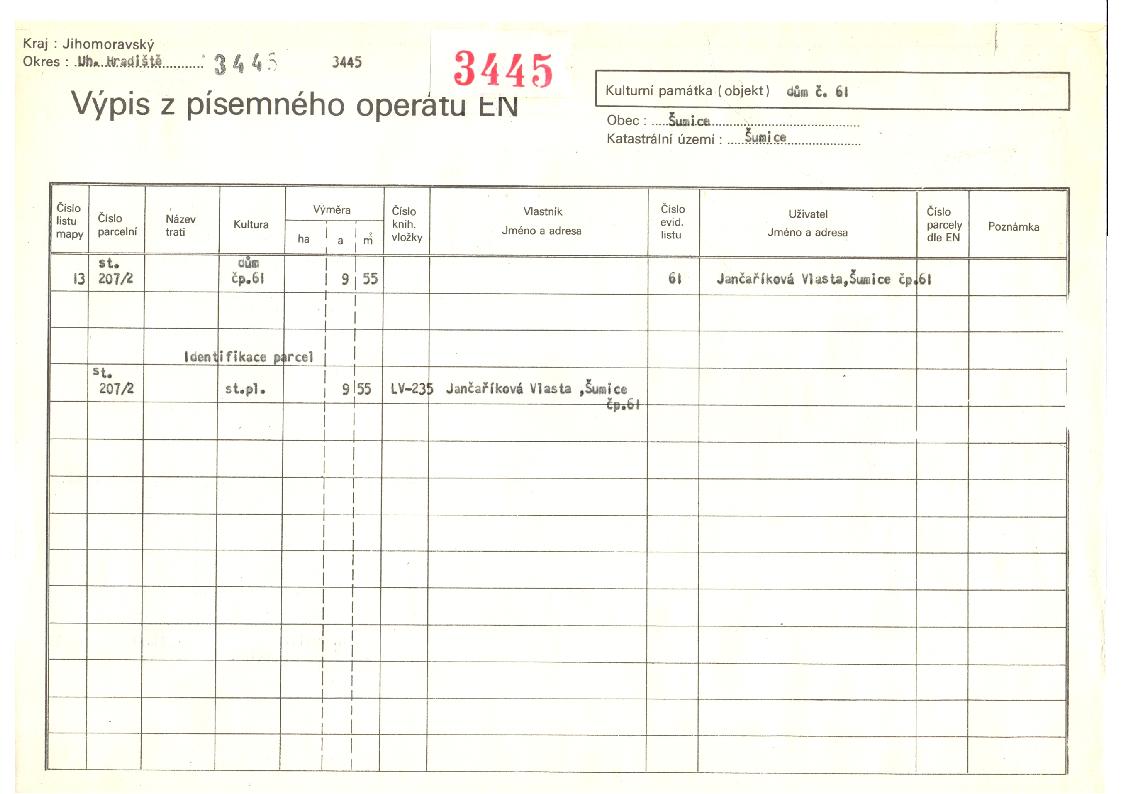 Kraj : Jihomoravský
Okres : Uh. Hradiště 3445 3445 3445
Výpis z písemného operátu EN
Kulturní památka (objekt) dům č. 61
Obec : Šumice
Katastrální území : Šumice
Číslo listu mapy
Číslo parcelní
Název trati
Kultura
Výměra
ha a m²
Číslo knih. vložky
Vlastník
Jméno a adresa
Číslo evid. listu
Uživatel
Jméno a adresa
Číslo parcely dle EN
Poznámka
st. dům
13 207/2 čp.61 9 55 61 Jančaříková Vlasta,Šumice čp.61
Identifikace parcel
st.
207/2 st.pl. 9 55 LV-235 Jančaříková Vlasta ,Šumice
čp.61